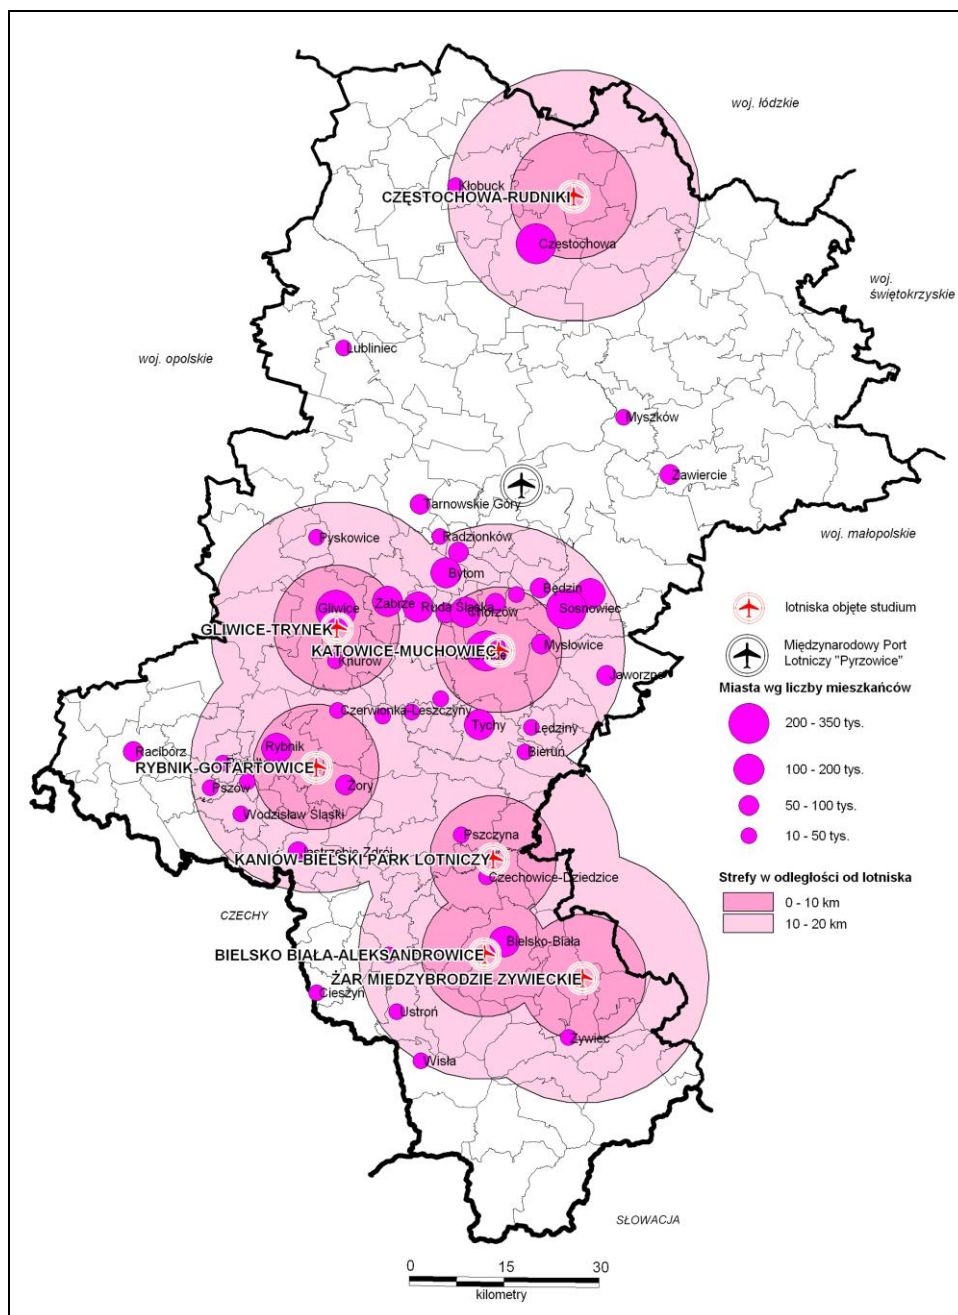 woj. łódzkie
Kłobuck
CZĘSTOCHOWA-RUDNIKI
Częstochowa
woj.
świętokrzyskie
woj. opolskie
Lubliniec
Myszków
Zawiercie
Tarnowskie Góry
woj. małopolskie
Pyskowice
Radzionków
Bytom
Będzin
Zabrze
Gliwice
Ruda Śląska
Chorzów
Sosnowiec
GLIWICE-TRYNEK
KATOWICE-MUCHOWIEC
Mysłowice
Knurów
Jaworzno
Czerwionka-Leszczyny
Tychy
Lędziny
Racibórz
Rybnik
Bieruń
RYBNIK-GOTARTOWICE
Pszów
Żory
Wodzisław Śląski
Pszczyna
Jastrzębie Zdrój
KANIÓW-BIELSKI PARK LOTNICZY
Czechowice-Dziedzice
CZECHY
Bielsko-Biała
BIELSKO BIAŁA-ALEKSANDROWICE
ŻAR MIEDZYBRODZIE ZYWIECKIE
Cieszyn
Ustroń
Żywiec
Wisła
SŁOWACJA
lotniska objęte studium
Międzynarodowy Port
Lotniczy "Pyrzowice"
Miasta wg liczby mieszkańców
200 - 350 tys.
100 - 200 tys.
50 - 100 tys.
10 - 50 tys.
Strefy w odległości od lotniska
0 - 10 km
10 - 20 km
0 15 30
kilometry